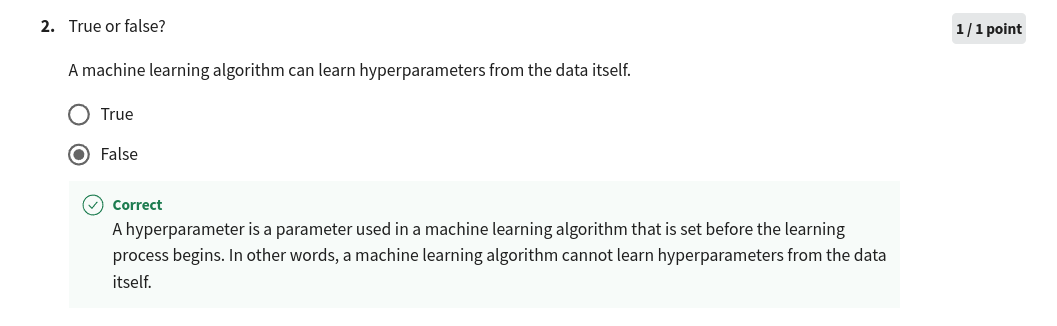 2. True or false?
1 / 1 point
A machine learning algorithm can learn hyperparameters from the data itself.
True
False
Correct
A hyperparameter is a parameter used in a machine learning algorithm that is set before the learning
process begins. In other words, a machine learning algorithm cannot learn hyperparameters from the data
itself.